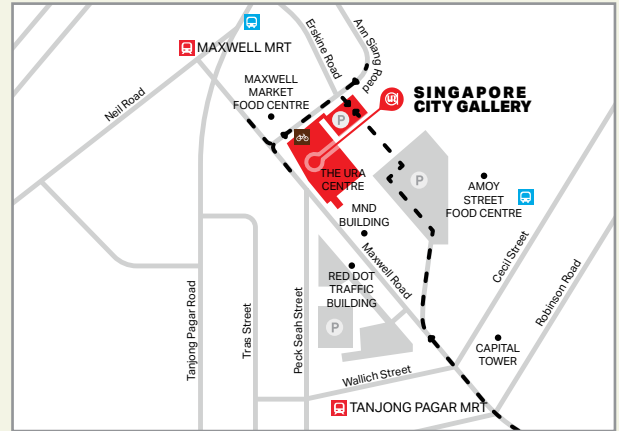 MAXWELL MRT
Erskine Road
Ann Siang Road
Neil Road
MAXWELL
MARKET
FOOD CENTRE
SINGAPORE
CITY GALLERY
P
THE URA
CENTRE
P
AMOY
STREET
FOOD CENTRE
MND
BUILDING
Maxwell Road
Cecil Street
Robinson Road
RED DOT
TRAFFIC
BUILDING
P
Tanjong Pagar Road
Tras Street
Peck Seah Street
CAPITAL
TOWER
Wallich Street
TANJONG PAGAR MRT